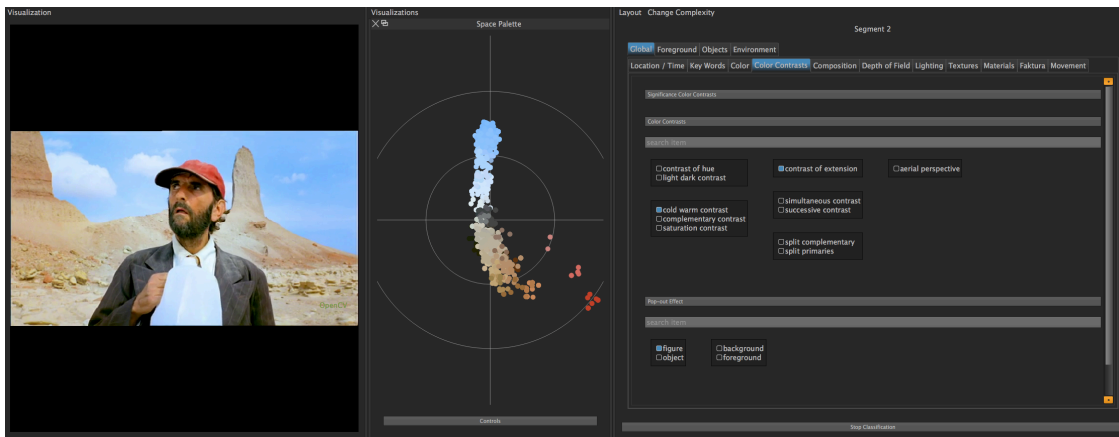 Visualization
OpenCV
Visualizations
Space Palette
Controls
Layout Change Complexity
Segment 2
Global Foreground Objects Environment
Location / Time Key Words Color Color Contrasts Composition Depth of Field Lighting Textures Materials Faktura Movement
Significance Color Contrasts
Color Contrasts
search item
contrast of hue
light dark contrast
contrast of extension
aerial perspective
cold warm contrast
complementary contrast
saturation contrast
simultaneous contrast
successive contrast
split complementary
split primaries
Pop-out Effect
search item
figure
object
background
foreground
Stop Classification